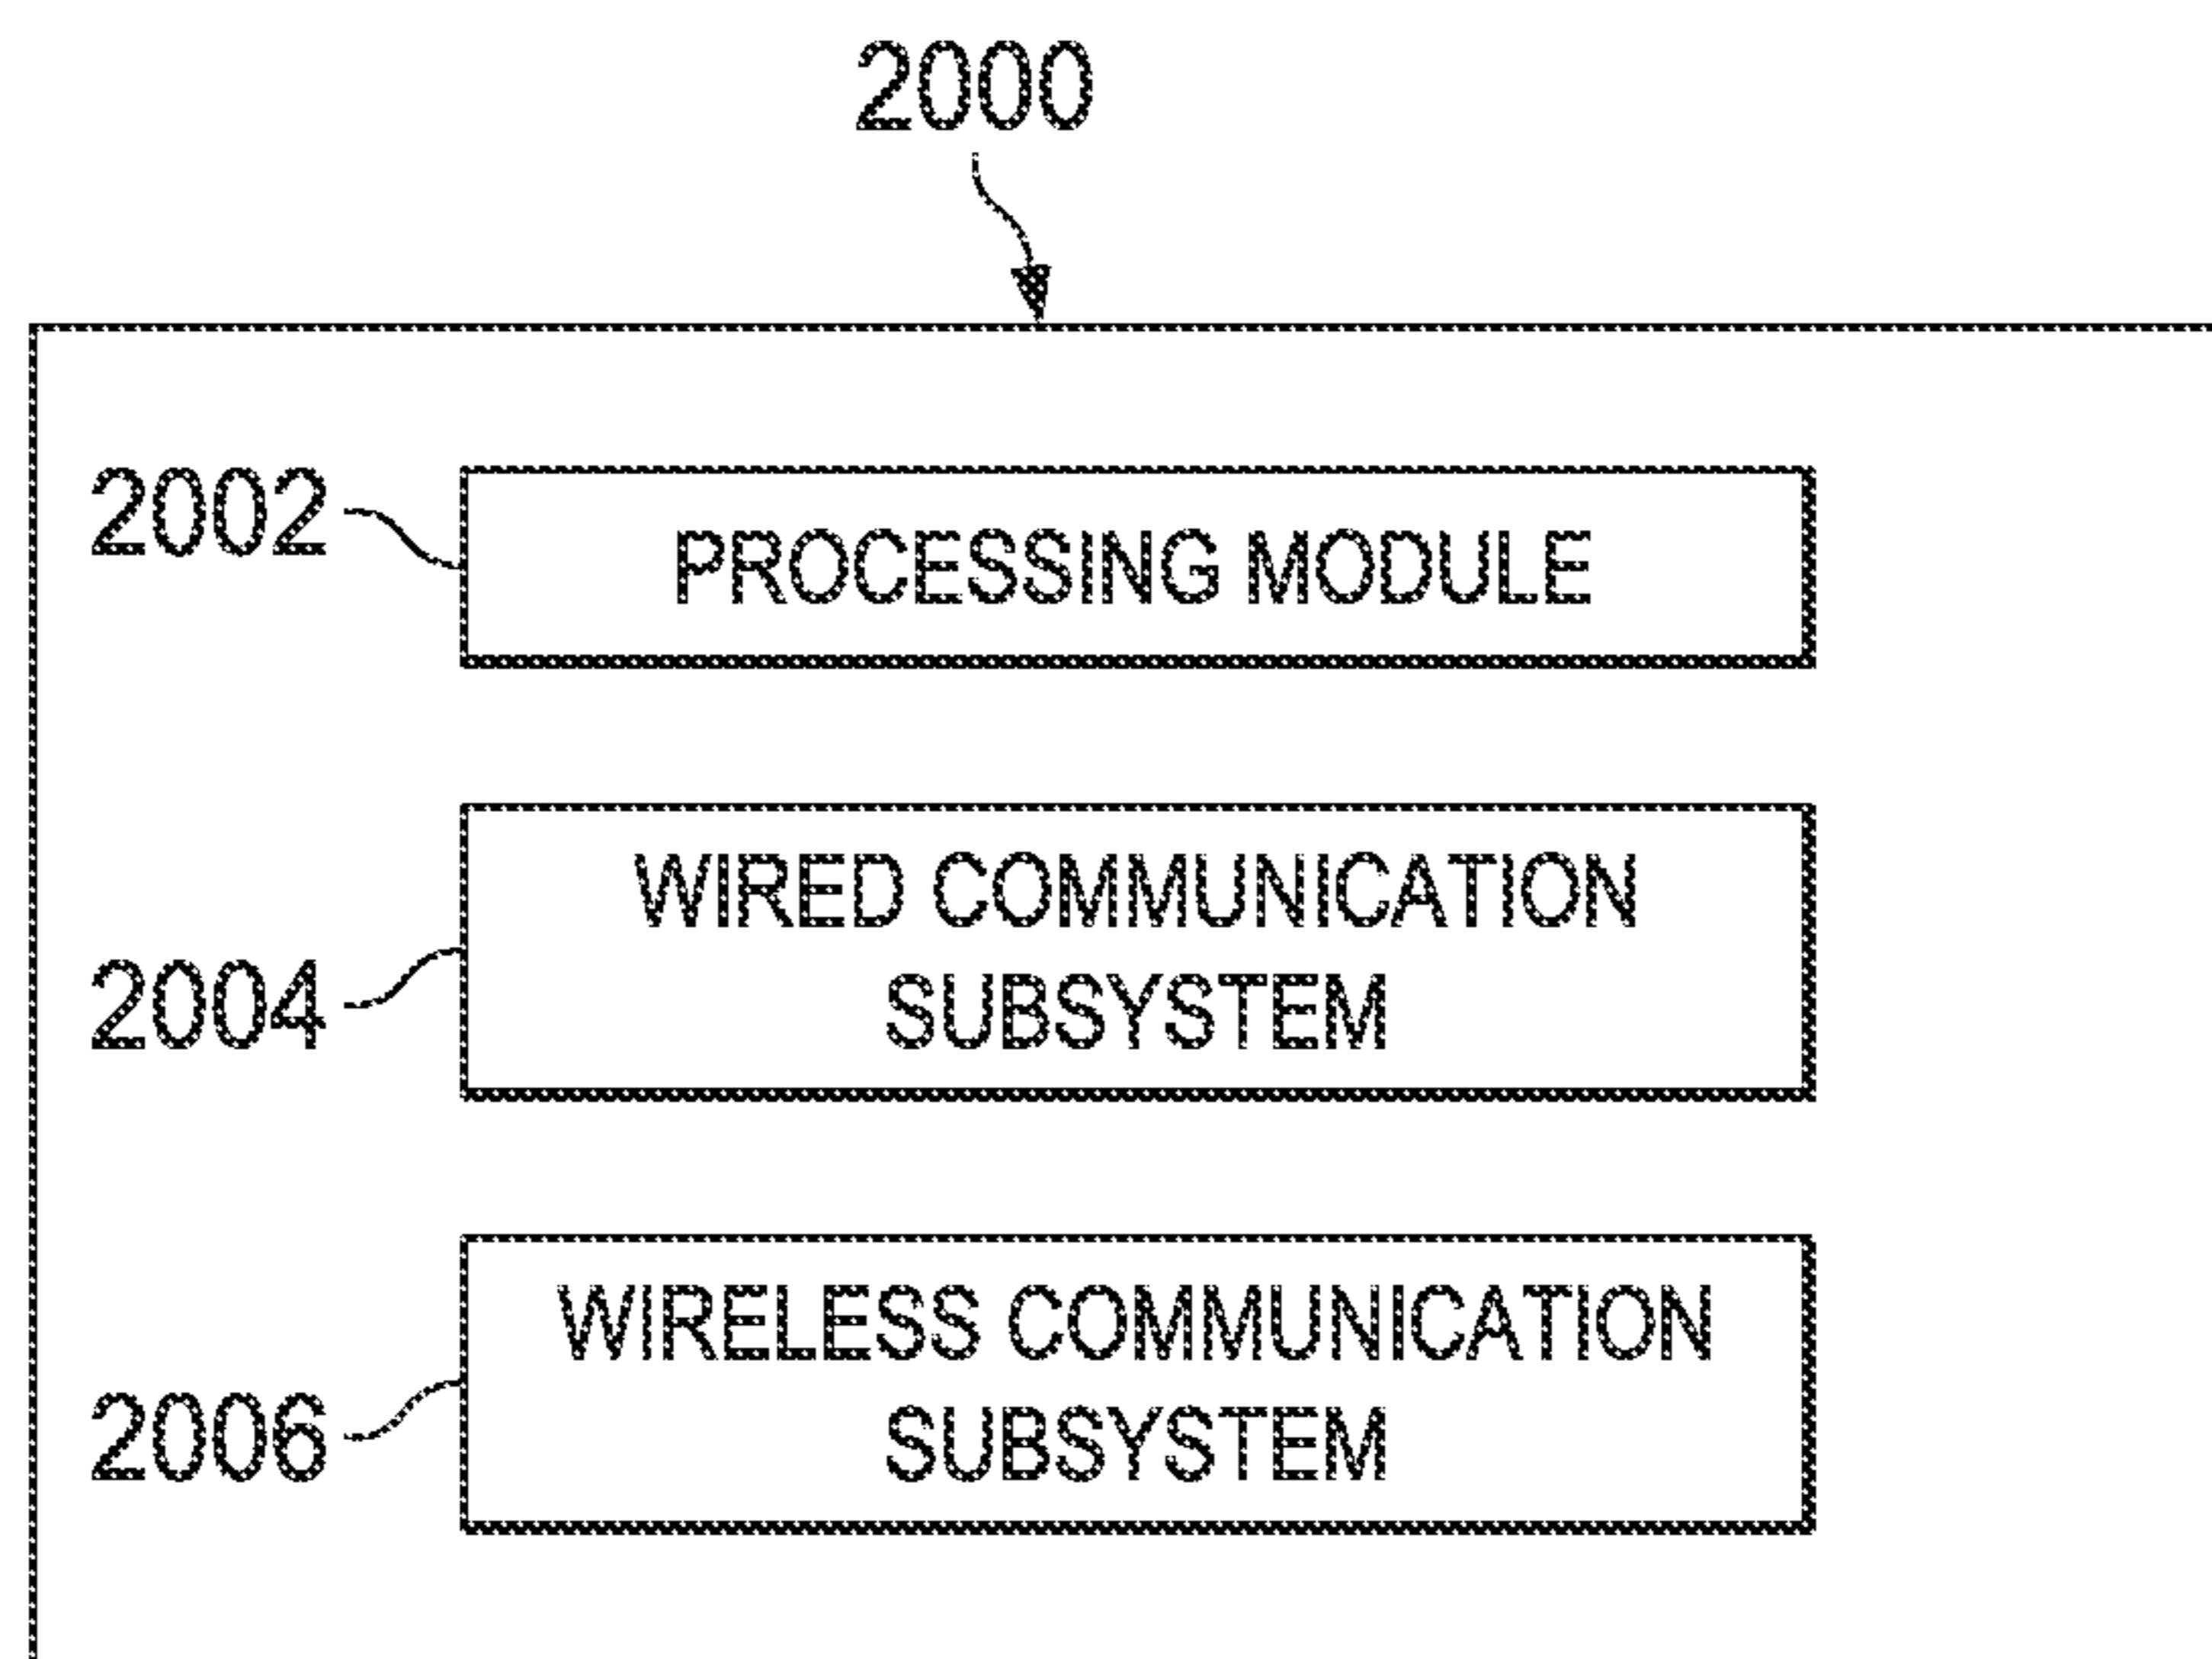 2000
2002
PROCESSING MODULE
WIRED COMMUNICATION
SUBSYSTEM
2004
WIRELESS COMMUNICATION
SUBSYSTEM
2006